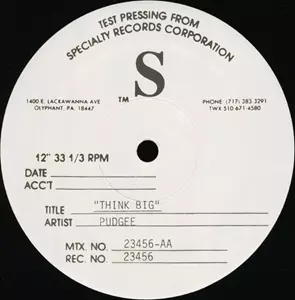 TEST PRESSING FROM
SPECIALTY RECORDS CORPORATION
S
TM
1400 E. LACKAWANNA AVE
OLYPHANT, PA 18447
PHONE (717) 383 3291
TWX 510 671-4580
12" 33 1/3 RPM
DATE
ACC'T
TITLE "THINK BIG"
ARTIST PUDGEE
MTX. NO. 23456-AA
REC. NO. 23456